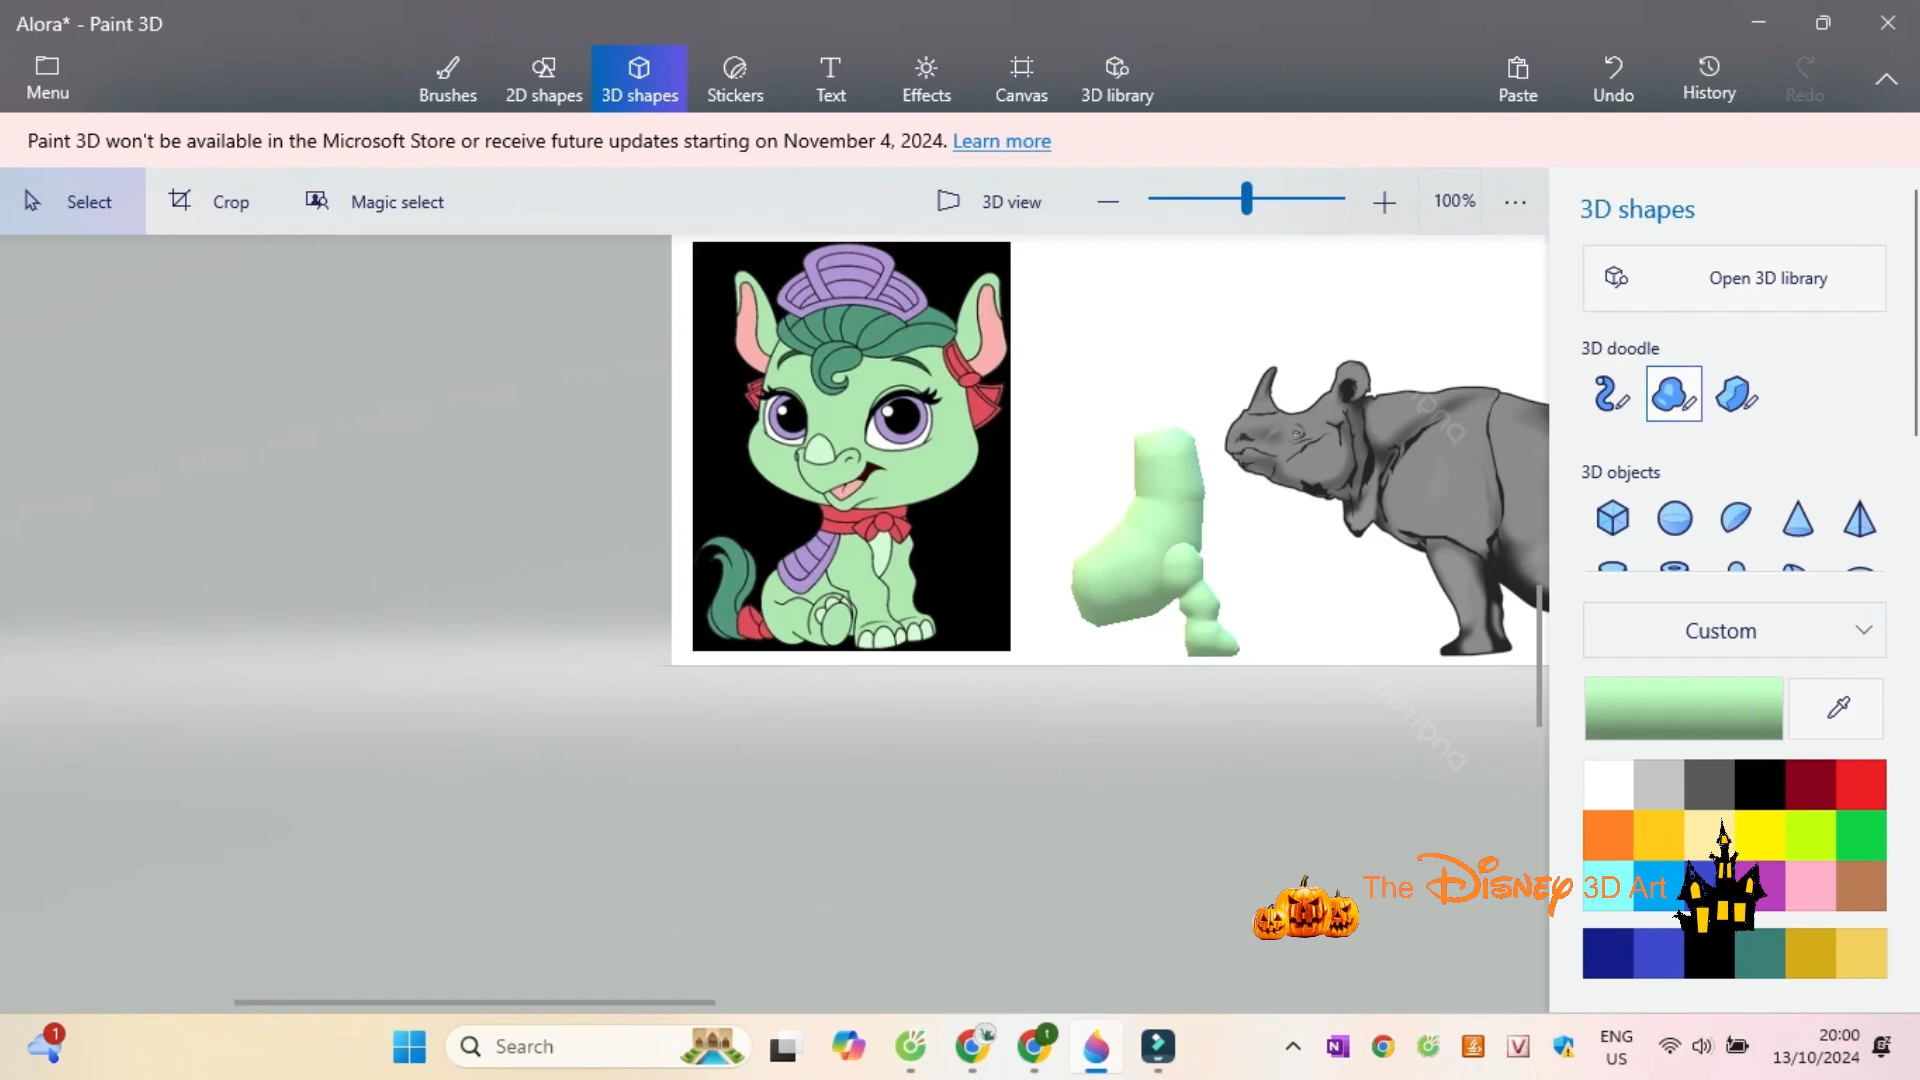 Alora* - Paint 3D
Menu
Brushes
2D shapes
3D shapes
Stickers
Text
Effects
Canvas
3D library
Paste
Undo
History
Redo
Paint 3D won't be available in the Microsoft Store or receive future updates starting on November 4, 2024. Learn more
Select
Crop
Magic select
3D view
100%
3D shapes
Open 3D library
3D doodle
3D objects
Custom
The Disney 3D Art
1
Search
t
N
V
ENG
US
20:00
13/10/2024